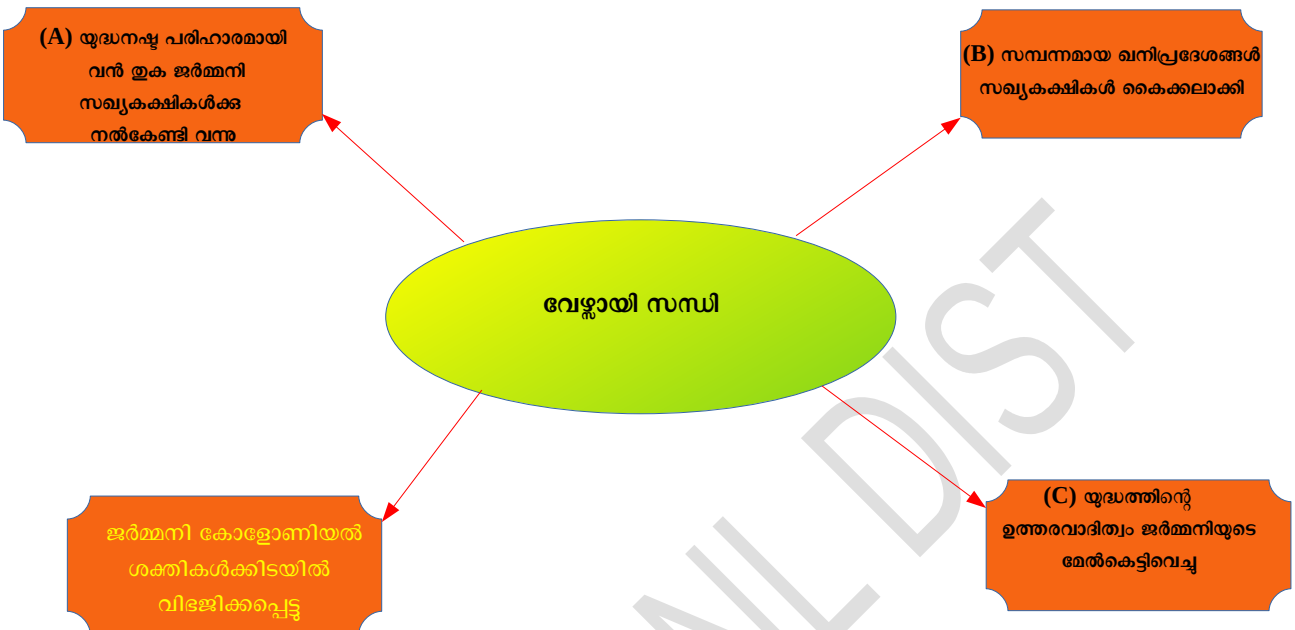 (A) യുദ്ധനഷ്ട പരിഹാരമായി
വൻ തുക ജർമ്മനി
സഖ്യകക്ഷികൾക്കു
നൽകേണ്ടി വന്നു
(B) സമ്പന്നമായ ഖനിപ്രദേശങ്ങൾ
സഖ്യകക്ഷികൾ കൈക്കലാക്കി
വേഴ്സായി സന്ധി
ജർമ്മനി കോളോണിയൽ
ശക്തികൾക്കിടയിൽ
വിഭജിക്കപ്പെട്ടു
(C) യുദ്ധത്തിന്റെ
ഉത്തരവാദിത്വം ജർമ്മനിയുടെ
മേൽകെട്ടിവെച്ചു
DIST